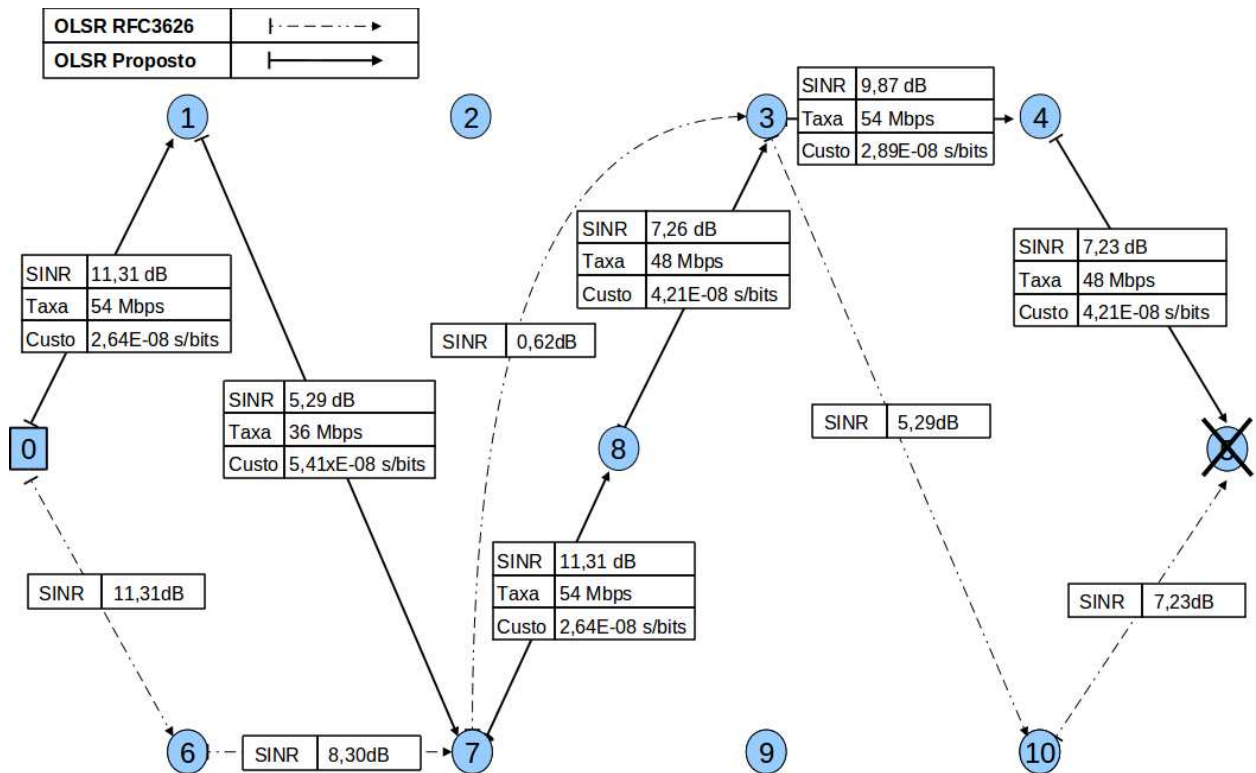 OLSR RFC3626
OLSR Proposto
1
2
3
4
SINR 9,87 dB
Taxa 54 Mbps
Custo 2,89E-08 s/bits
SINR 7,26 dB
Taxa 48 Mbps
Custo 4,21E-08 s/bits
SINR 7,23 dB
Taxa 48 Mbps
Custo 4,21E-08 s/bits
SINR 11,31 dB
Taxa 54 Mbps
Custo 2,64E-08 s/bits
SINR 0,62dB
SINR 5,29 dB
Taxa 36 Mbps
Custo 5,41xE-08 s/bits
SINR 5,29dB
0
8
SINR 11,31 dB
Taxa 54 Mbps
Custo 2,64E-08 s/bits
SINR 11,31dB
SINR 7,23dB
6
SINR 8,30dB
7
9
10